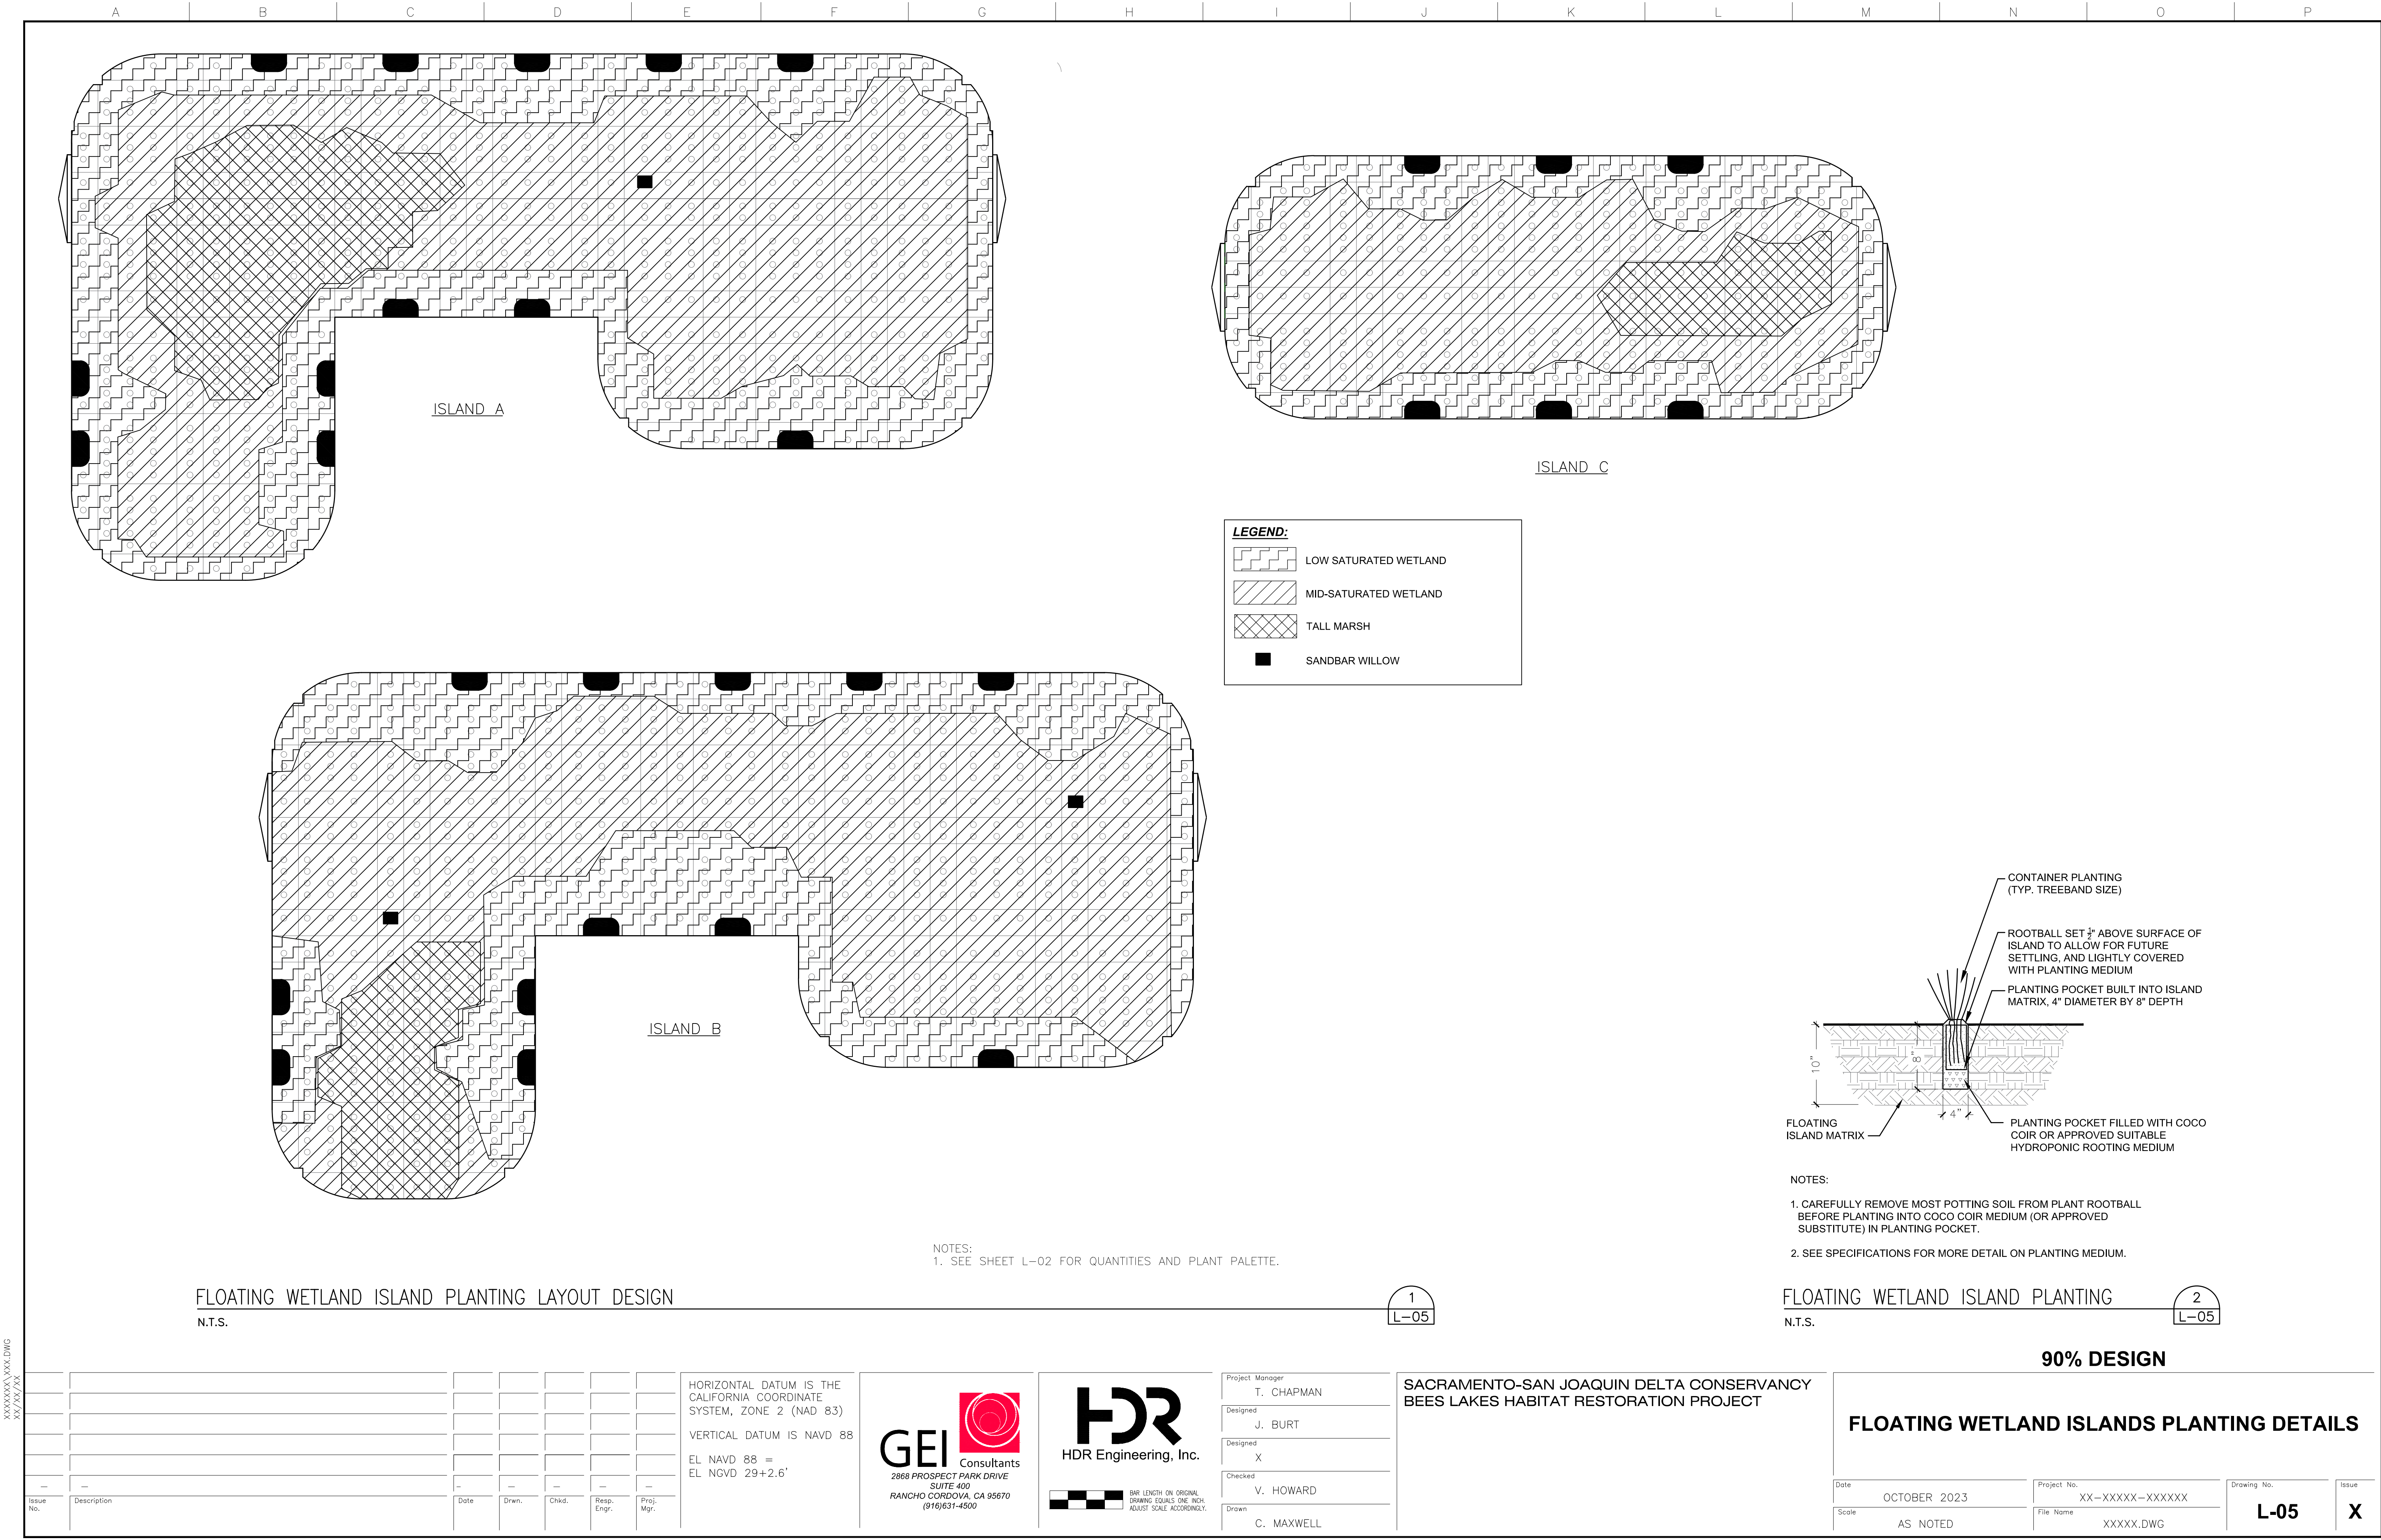 A B C D E F G H I J K L M N O P
ISLAND A
ISLAND C
LEGEND:
LOW SATURATED WETLAND
MID-SATURATED WETLAND
TALL MARSH
SANDBAR WILLOW
ISLAND B
CONTAINER PLANTING
(TYP. TREEBAND SIZE)
ROOTBALL SET ½" ABOVE SURFACE OF
ISLAND TO ALLOW FOR FUTURE
SETTLING, AND LIGHTLY COVERED
WITH PLANTING MEDIUM
PLANTING POCKET BUILT INTO ISLAND
MATRIX, 4" DIAMETER BY 8" DEPTH
10"
8"
4"
FLOATING
ISLAND MATRIX
PLANTING POCKET FILLED WITH COCO
COIR OR APPROVED SUITABLE
HYDROPONIC ROOTING MEDIUM
NOTES:
1. CAREFULLY REMOVE MOST POTTING SOIL FROM PLANT ROOTBALL
BEFORE PLANTING INTO COCO COIR MEDIUM (OR APPROVED
SUBSTITUTE) IN PLANTING POCKET.
2. SEE SPECIFICATIONS FOR MORE DETAIL ON PLANTING MEDIUM.
NOTES:
1. SEE SHEET L-02 FOR QUANTITIES AND PLANT PALETTE.
FLOATING WETLAND ISLAND PLANTING LAYOUT DESIGN
N.T.S.
1
L-05
FLOATING WETLAND ISLAND PLANTING
N.T.S.
2
L-05
90% DESIGN
XXXXXXX\XXX.DWG
XX/XX/XX
— — – — — — —
Issue No.
Description
Date
Drwn.
Chkd.
Resp. Engr.
Proj. Mgr.
HORIZONTAL DATUM IS THE
CALIFORNIA COORDINATE
SYSTEM, ZONE 2 (NAD 83)
VERTICAL DATUM IS NAVD 88
EL NAVD 88 =
EL NGVD 29+2.6'
GEI Consultants
2868 PROSPECT PARK DRIVE
SUITE 400
RANCHO CORDOVA, CA 95670
(916)631-4500
HDR
HDR Engineering, Inc.
BAR LENGTH ON ORIGINAL
DRAWING EQUALS ONE INCH.
ADJUST SCALE ACCORDINGLY.
Project Manager
T. CHAPMAN
Designed
J. BURT
Designed
X
Checked
V. HOWARD
Drawn
C. MAXWELL
SACRAMENTO-SAN JOAQUIN DELTA CONSERVANCY
BEES LAKES HABITAT RESTORATION PROJECT
FLOATING WETLAND ISLANDS PLANTING DETAILS
Date
OCTOBER 2023
Scale
AS NOTED
Project No.
XX-XXXXX-XXXXXX
File Name
XXXXX.DWG
Drawing No.
L-05
Issue
X